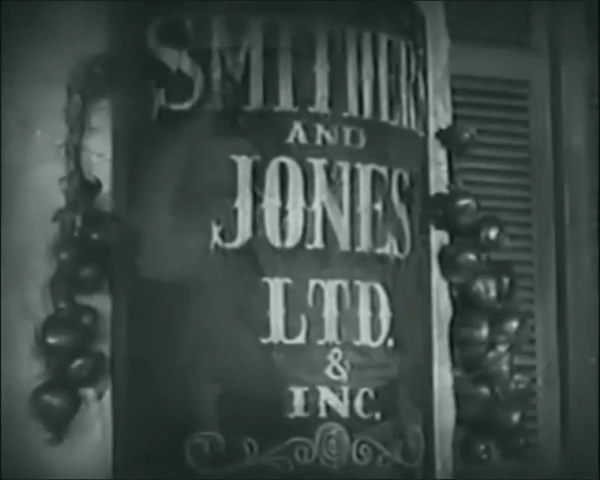 SMITHERS
AND
JONES
LTD.
&
INC.